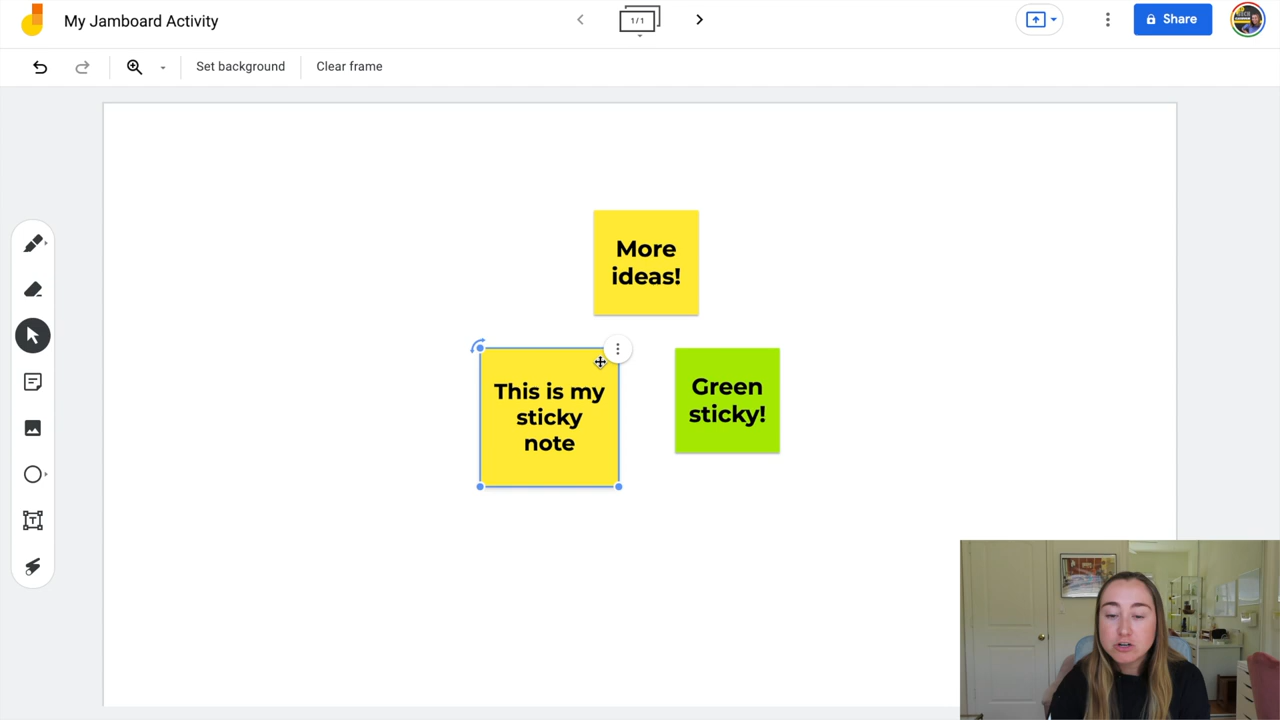 My Jamboard Activity
1/1
Share
Set background
Clear frame
More
ideas!
This is my
sticky
note
Green
sticky!